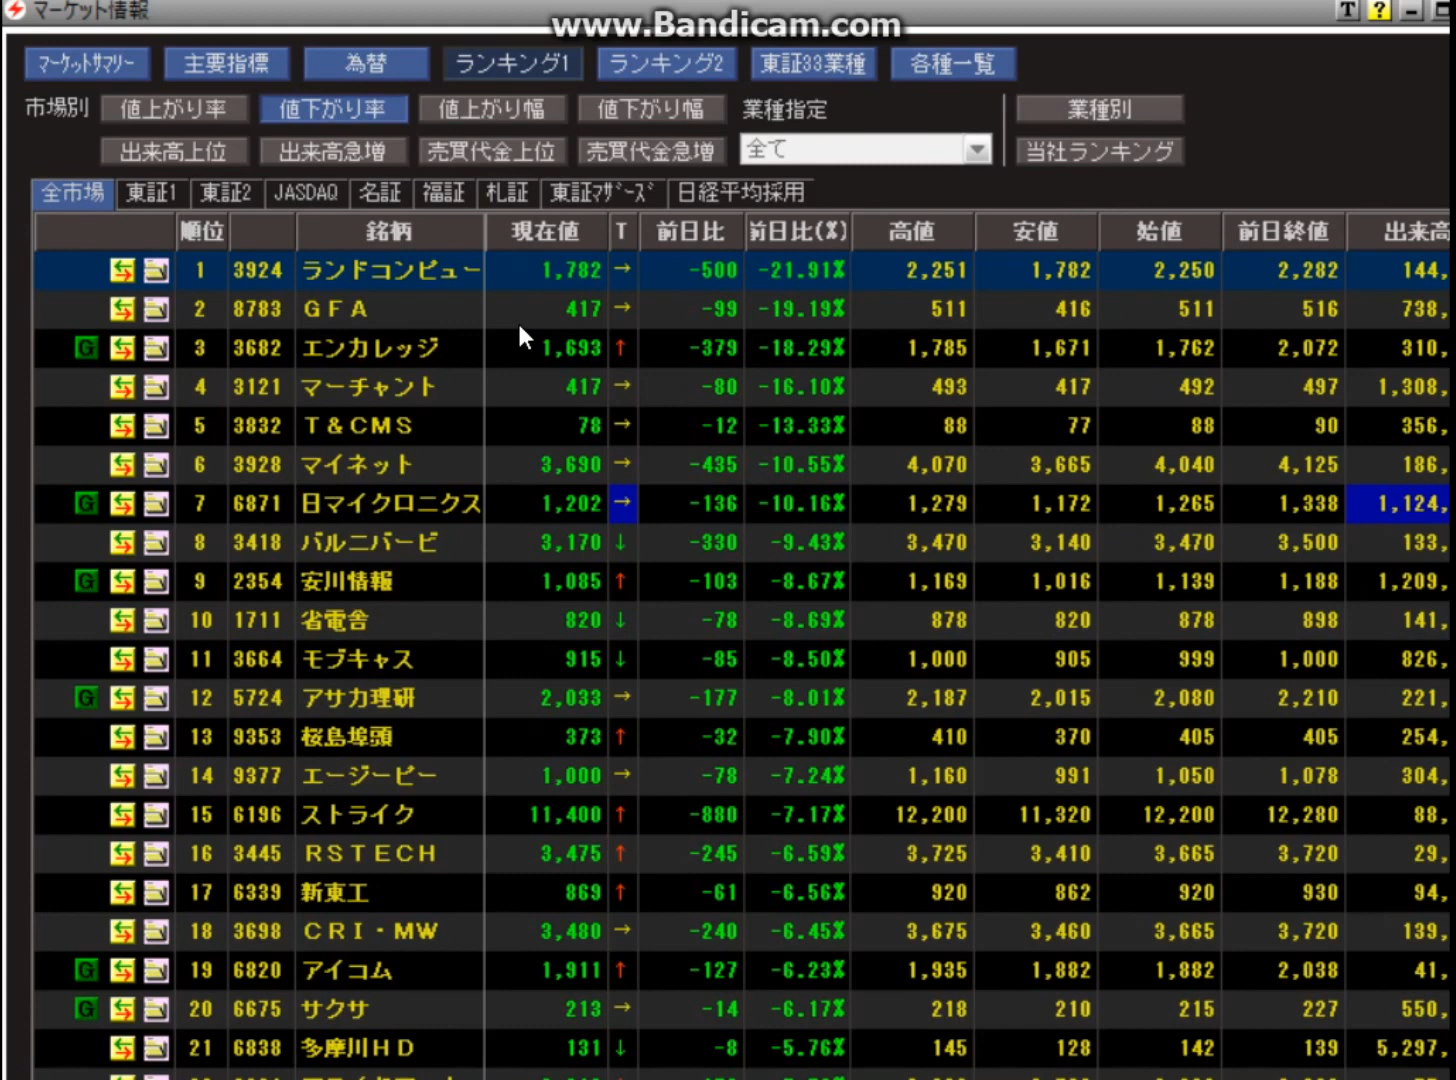 マーケット情報
www.Bandicam.com
T ?
マーケットサマリー 主要指標 為替 ランキング1 ランキング2 東証33業種 各種一覧
市場別 値上がり率 値下がり率 値上がり幅 値下がり幅 業種指定 業種別
出来高上位 出来高急増 売買代金上位 売買代金急増 全て 当社ランキング
全市場 東証1 東証2 JASDAQ 名証 福証 札証 東証マザーズ 日経平均採用
順位 銘柄 現在値 T 前日比 前日比(%) 高値 安値 始値 前日終値 出来高
1 3924 ランドコンピュー 1,782 → -500 -21.91% 2,251 1,782 2,250 2,282 144,
2 8783 GFA 417 → -99 -19.19% 511 416 511 516 738,
G 3 3682 エンカレッジ 1,693 ↑ -379 -18.29% 1,785 1,671 1,762 2,072 310,
4 3121 マーチャント 417 → -80 -16.10% 493 417 492 497 1,308,
5 3832 T&CMS 78 → -12 -13.33% 88 77 88 90 356,
6 3928 マイネット 3,690 → -435 -10.55% 4,070 3,665 4,040 4,125 186,
G 7 6871 日マイクロニクス 1,202 → -136 -10.16% 1,279 1,172 1,265 1,338 1,124,
8 3418 バルニバービ 3,170 ↓ -330 -9.43% 3,470 3,140 3,470 3,500 133,
G 9 2354 安川情報 1,085 ↑ -103 -8.67% 1,169 1,016 1,139 1,188 1,209,
10 1711 省電舎 820 ↓ -78 -8.69% 878 820 878 898 141,
11 3664 モブキャス 915 ↓ -85 -8.50% 1,000 905 999 1,000 826,
G 12 5724 アサカ理研 2,033 → -177 -8.01% 2,187 2,015 2,080 2,210 221,
13 9353 桜島埠頭 373 ↑ -32 -7.90% 410 370 405 405 254,
14 9377 エージーピー 1,000 → -78 -7.24% 1,160 991 1,050 1,078 304,
15 6196 ストライク 11,400 ↑ -880 -7.17% 12,200 11,320 12,200 12,280 88,
16 3445 RSTECH 3,475 ↑ -245 -6.59% 3,725 3,410 3,665 3,720 29,
17 6339 新東工 869 ↑ -61 -6.56% 920 862 920 930 94,
18 3698 CRI・MW 3,480 → -240 -6.45% 3,675 3,460 3,665 3,720 139,
G 19 6820 アイコム 1,911 ↑ -127 -6.23% 1,935 1,882 1,882 2,038 41,
G 20 6675 サクサ 213 → -14 -6.17% 218 210 215 227 550,
21 6838 多摩川HD 131 ↓ -8 -5.76% 145 128 142 139 5,297,